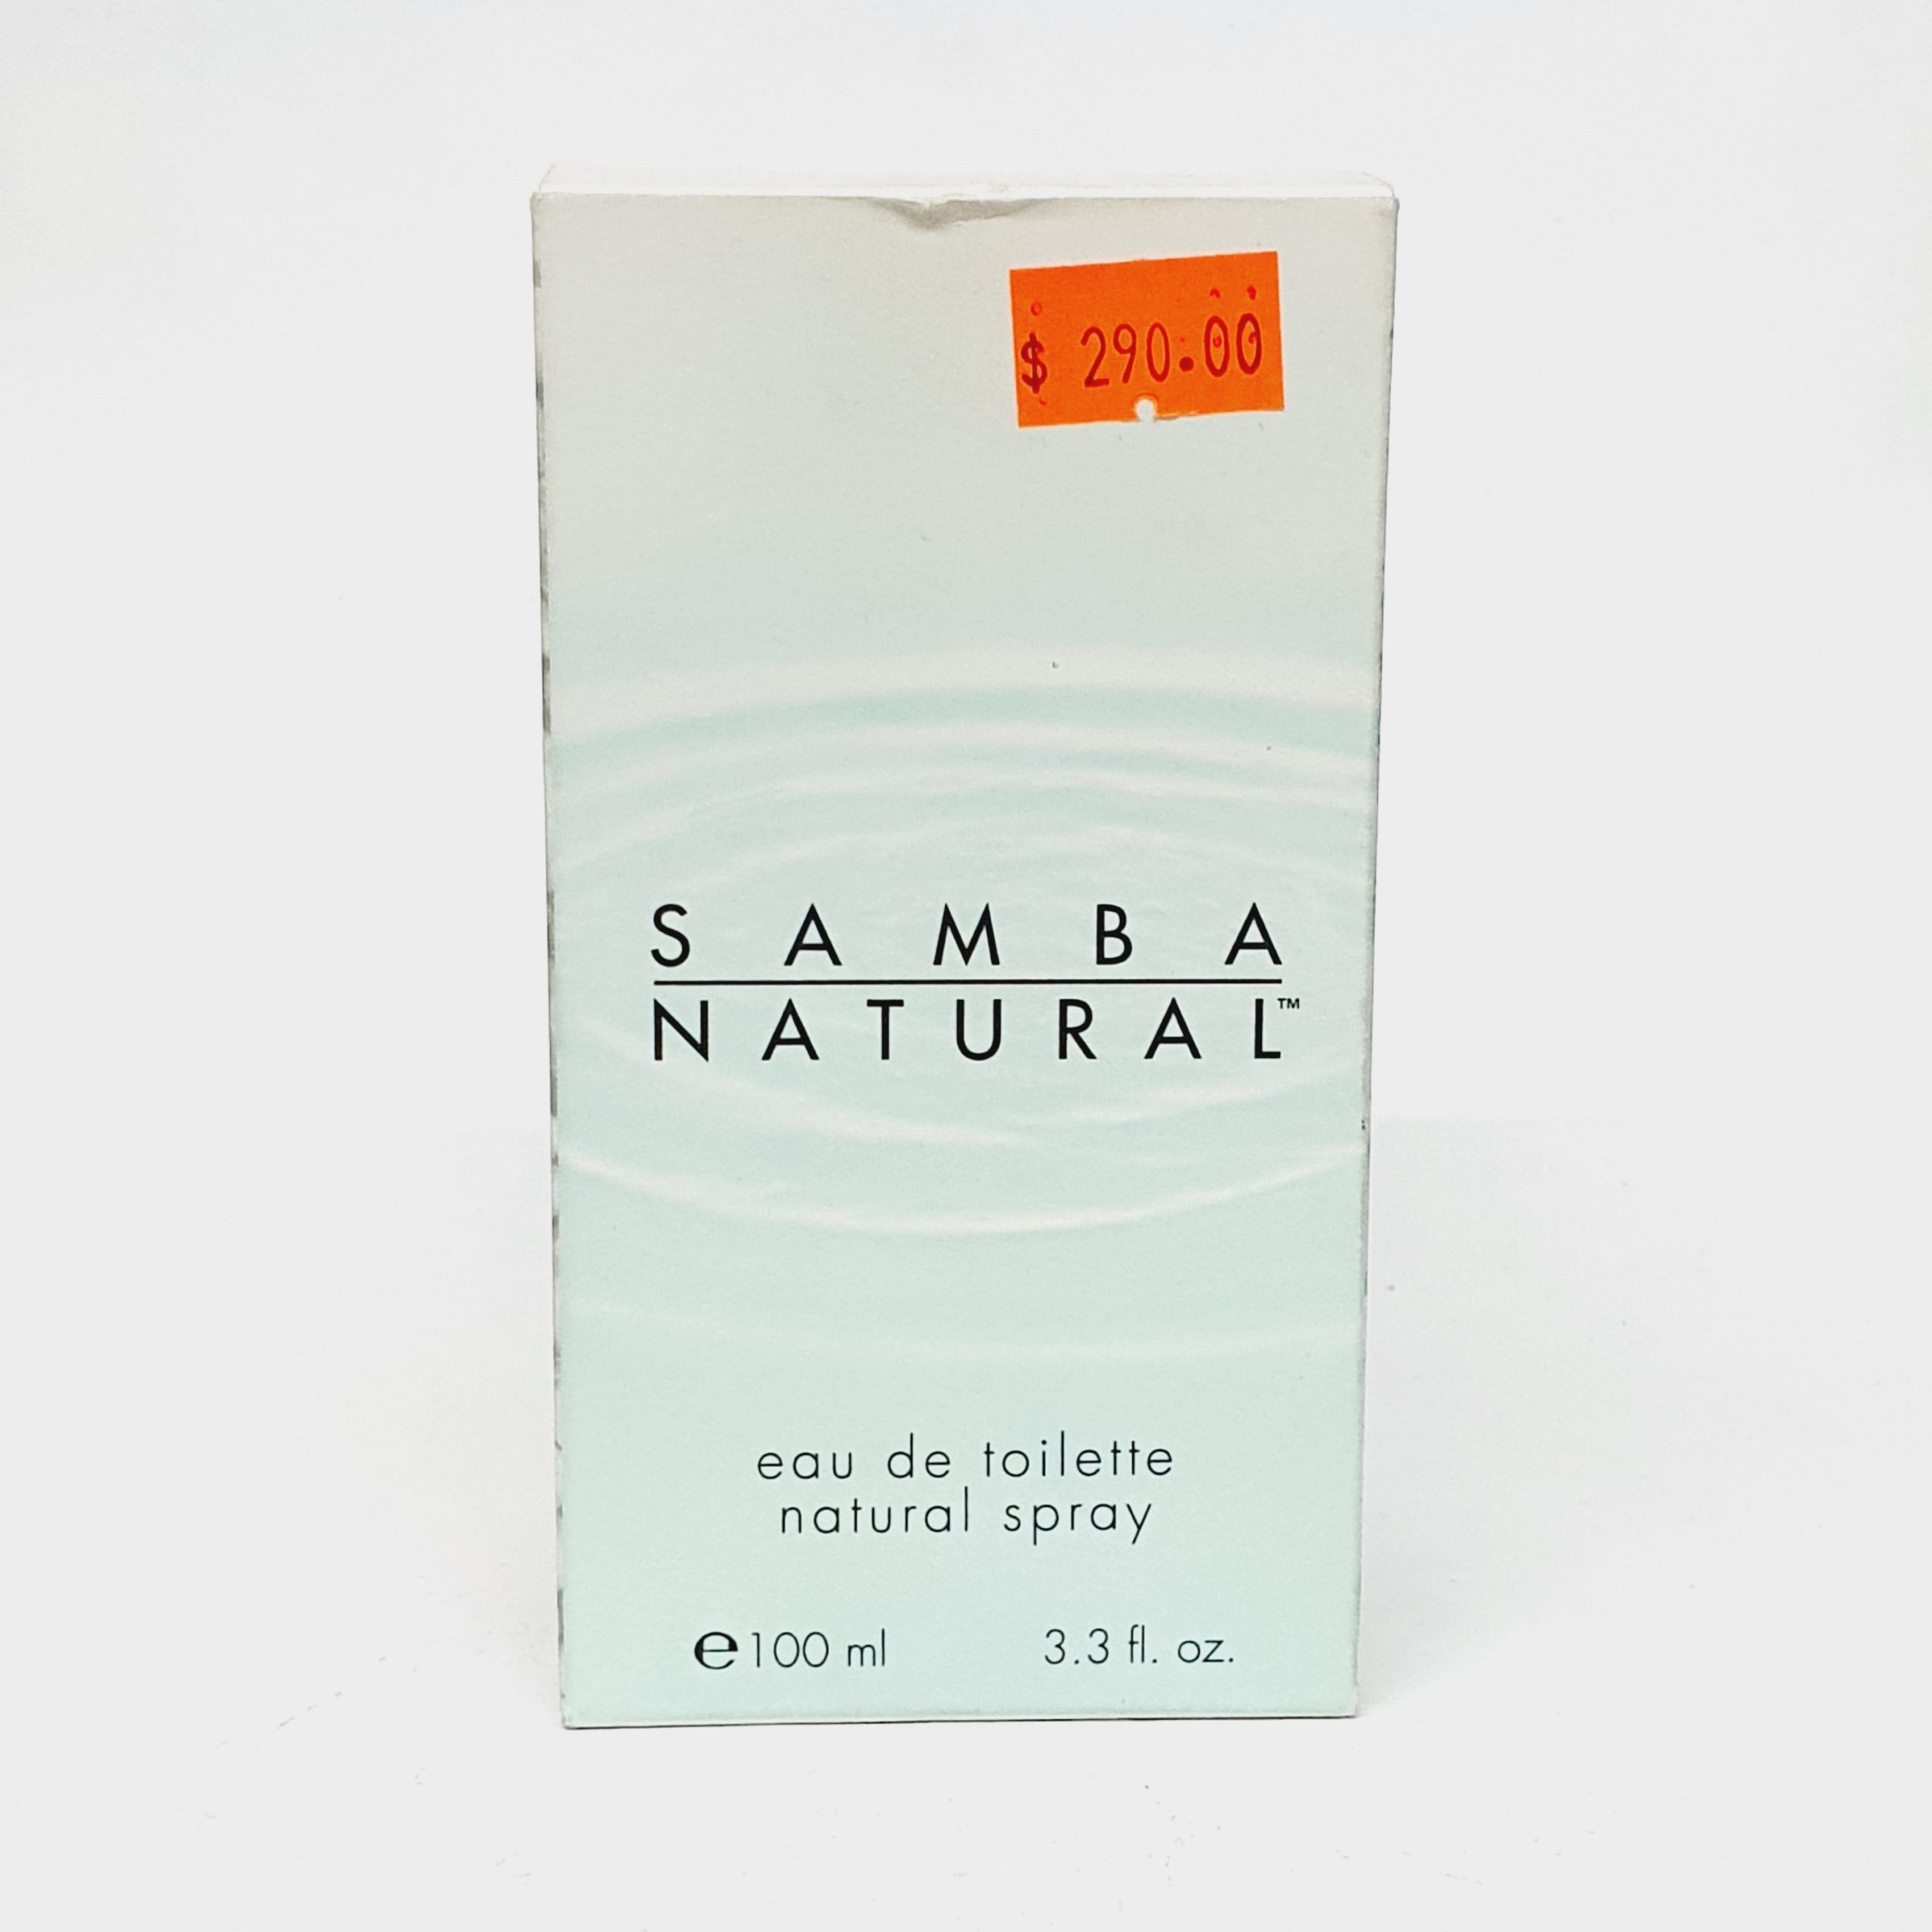 $ 290.00
SAMBA
NATURAL™
eau de toilette
natural spray
℮100 ml 3.3 fl. oz.